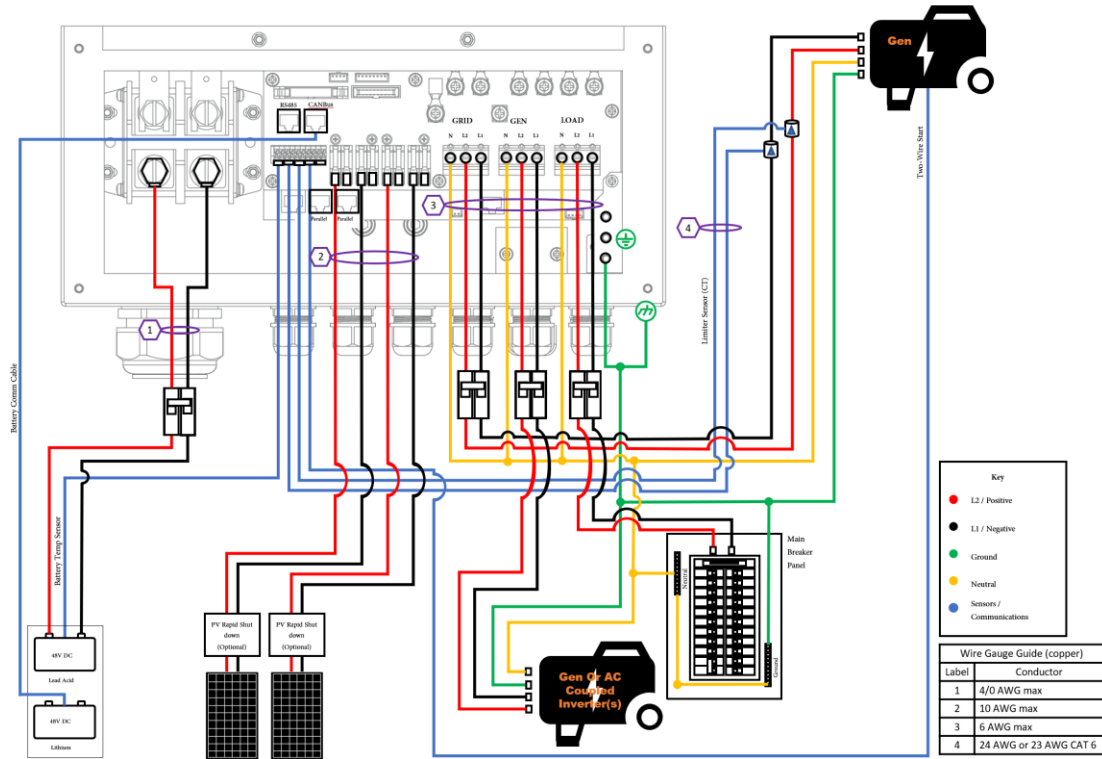 Gen
RS485
CANBus
GRID
GEN
LOAD
N
L2
L1
N
L2
L1
N
L2
L1
Parallel
Parallel
1
2
3
4
Two-Wire Start
Limiter Sensor (CT)
Battery Comm Cable
Battery Temp Sensor
Key
L2 / Positive
L1 / Negative
Ground
Neutral
Sensors /
Communications
Main
Breaker
Panel
Neutral
Ground
PV Rapid Shut
down
(Optional)
PV Rapid Shut
down
(Optional)
48V DC
Lead Acid
48V DC
Lithium
Gen Or AC
Coupled
Inverter(s)
Wire Gauge Guide (copper)
Label Conductor
1 4/0 AWG max
2 10 AWG max
3 6 AWG max
4 24 AWG or 23 AWG CAT 6